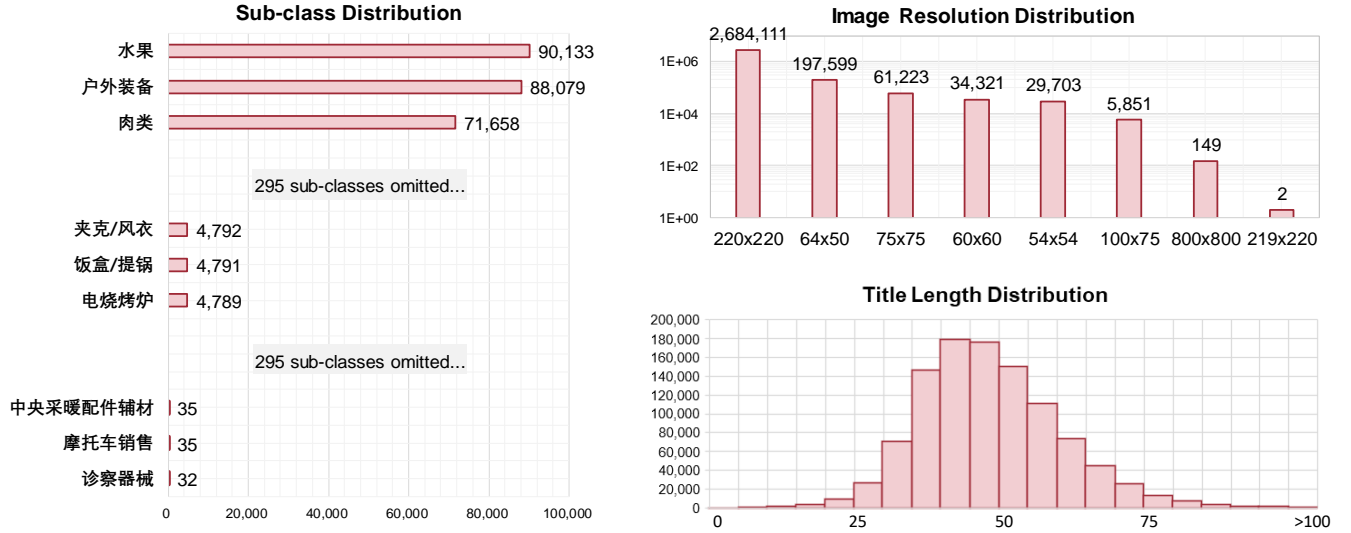 Sub-class Distribution
水果 90,133
户外装备 88,079
肉类 71,658
295 sub-classes omitted...
夹克/风衣 4,792
饭盒/提锅 4,791
电烧烤炉 4,789
295 sub-classes omitted...
中央采暖配件辅材 35
摩托车销售 35
诊察器械 32
0 20,000 40,000 60,000 80,000 100,000
Image Resolution Distribution
2,684,111 197,599 61,223 34,321 29,703 5,851 149 2
1E+06
1E+04
1E+02
1E+00
220x220 64x50 75x75 60x60 54x54 100x75 800x800 219x220
Title Length Distribution
200,000
180,000
160,000
140,000
120,000
100,000
80,000
60,000
40,000
20,000
0
0 25 50 75 >100